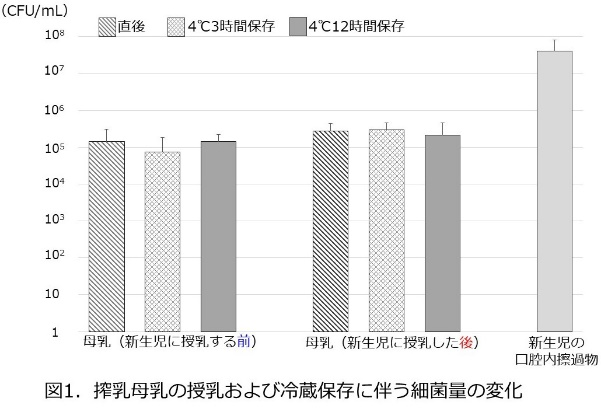 (CFU/mL)
直後 4℃3時間保存 4℃12時間保存
10⁸
10⁷
10⁶
10⁵
10⁴
10³
10²
10
1
母乳（新生児に授乳する前）
母乳（新生児に授乳した後）
新生児の
口腔内擦過物
図1．搾乳母乳の授乳および冷蔵保存に伴う細菌量の変化